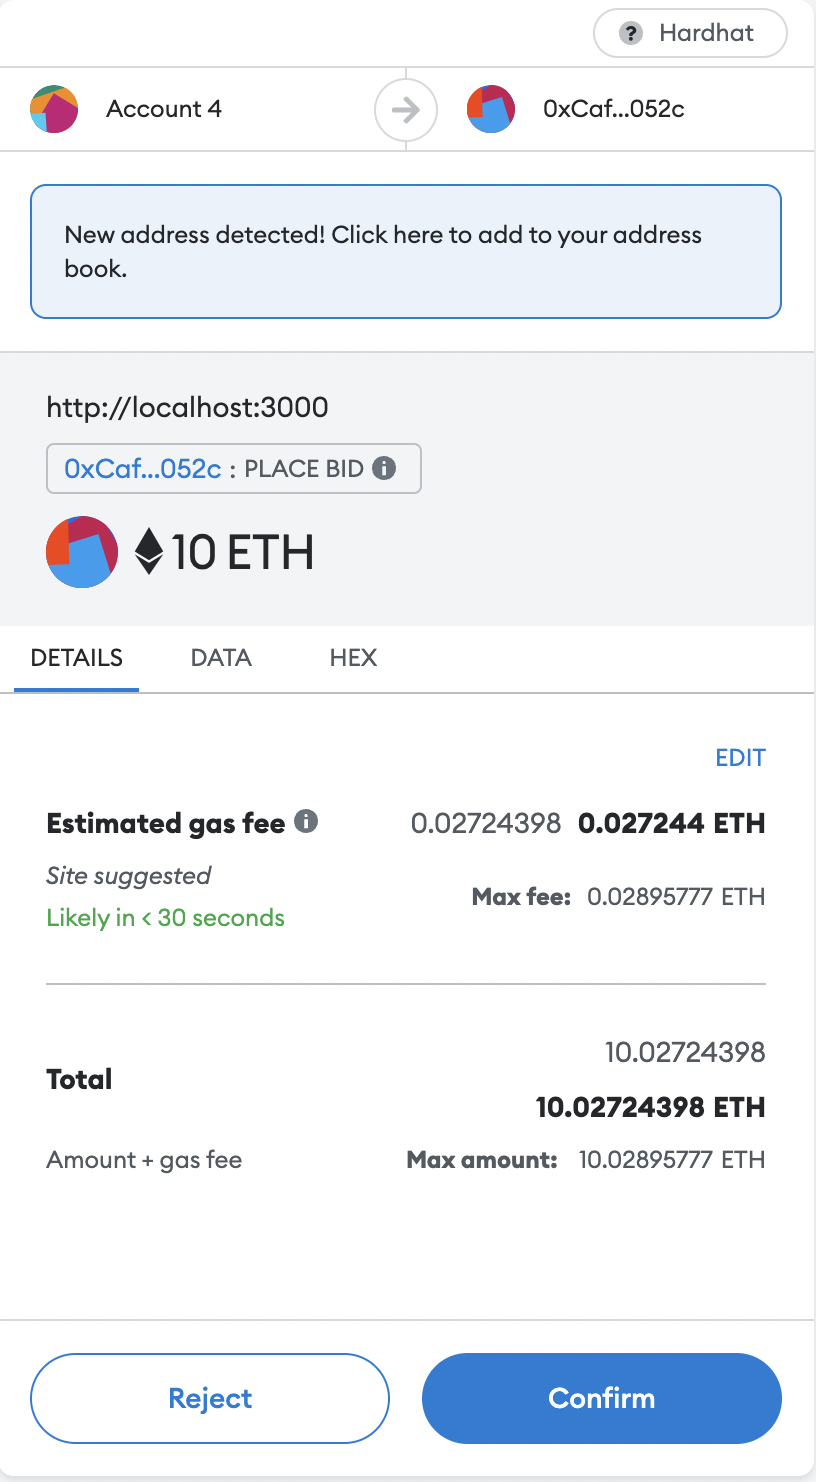 Hardhat
Account 4
0xCaf...052c
New address detected! Click here to add to your address
book.
http://localhost:3000
0xCaf...052c : PLACE BID
10 ETH
DETAILS DATA HEX
EDIT
Estimated gas fee 0.02724398 0.027244 ETH
Site suggested
Max fee: 0.02895777 ETH
Likely in < 30 seconds
10.02724398
Total
10.02724398 ETH
Amount + gas fee Max amount: 10.02895777 ETH
Reject Confirm